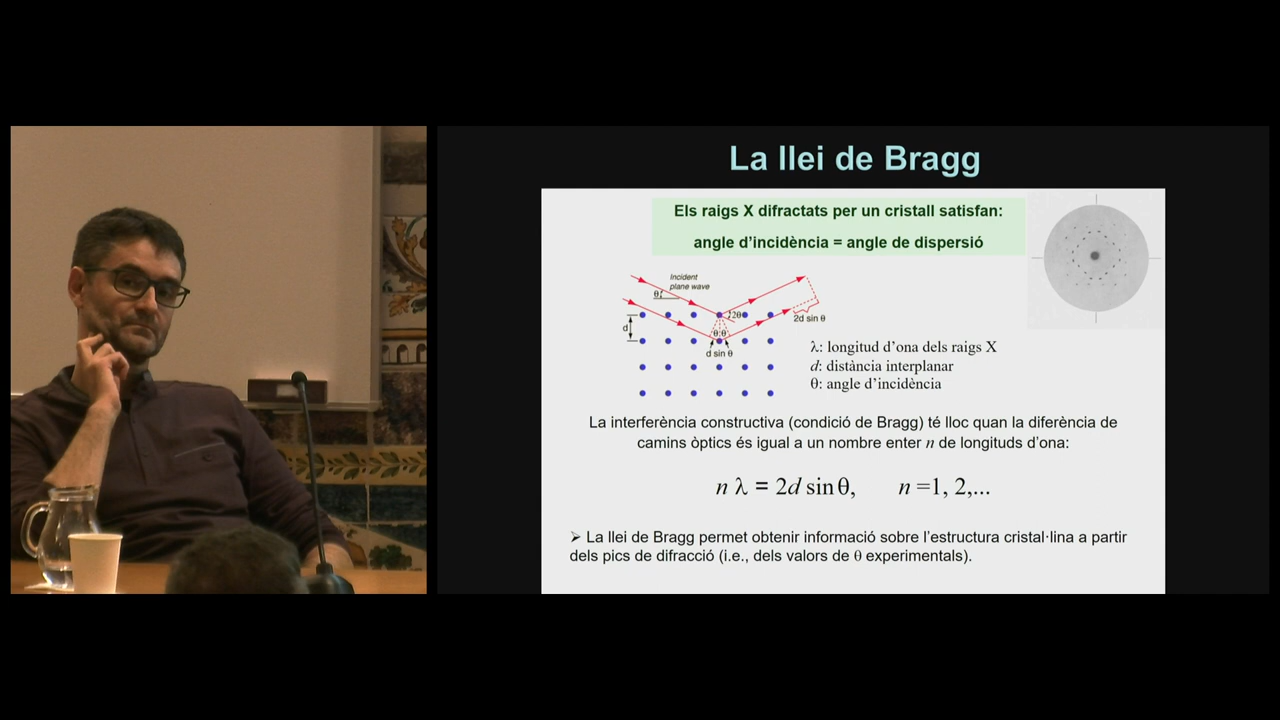 La llei de Bragg
Els raigs X difractats per un cristall satisfan:
angle d'incidència = angle de dispersió
Incident
plane wave
θ
2θ
d
2d sin θ
θ θ
d sin θ
λ: longitud d'ona dels raigs X
d: distància interplanar
θ: angle d'incidència
La interferència constructiva (condició de Bragg) té lloc quan la diferència de
camins òptics és igual a un nombre enter n de longituds d'ona:
n λ = 2d sin θ, n =1, 2,...
➢ La llei de Bragg permet obtenir informació sobre l'estructura cristal·lina a partir
dels pics de difracció (i.e., dels valors de θ experimentals).